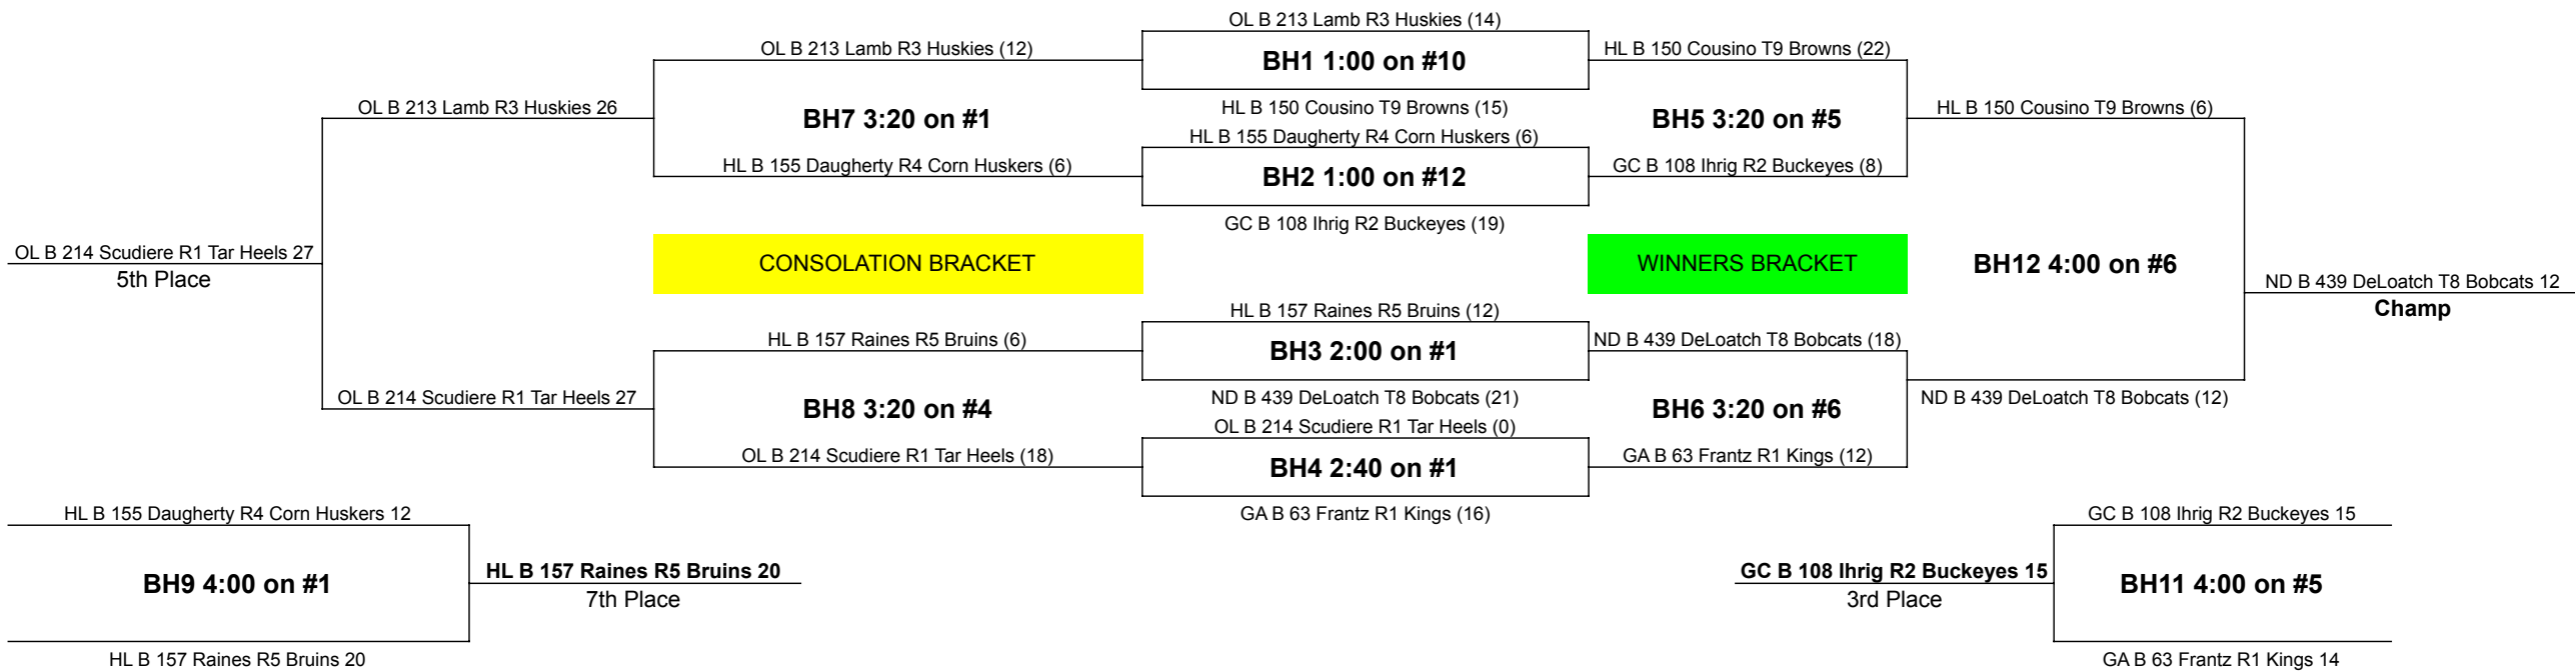 OL B 213 Lamb R3 Huskies (14)
OL B 213 Lamb R3 Huskies (12)
BH1 1:00 on #10
HL B 150 Cousino T9 Browns (22)
OL B 213 Lamb R3 Huskies 26
BH7 3:20 on #1
HL B 150 Cousino T9 Browns (15)
BH5 3:20 on #5
HL B 150 Cousino T9 Browns (6)
HL B 155 Daugherty R4 Corn Huskers (6)
HL B 155 Daugherty R4 Corn Huskers (6)
BH2 1:00 on #12
GC B 108 Ihrig R2 Buckeyes (8)
GC B 108 Ihrig R2 Buckeyes (19)
OL B 214 Scudiere R1 Tar Heels 27
5th Place
CONSOLATION BRACKET
WINNERS BRACKET
BH12 4:00 on #6
ND B 439 DeLoatch T8 Bobcats 12
Champ
HL B 157 Raines R5 Bruins (12)
HL B 157 Raines R5 Bruins (6)
BH3 2:00 on #1
ND B 439 DeLoatch T8 Bobcats (18)
OL B 214 Scudiere R1 Tar Heels 27
BH8 3:20 on #4
ND B 439 DeLoatch T8 Bobcats (21)
BH6 3:20 on #6
ND B 439 DeLoatch T8 Bobcats (12)
OL B 214 Scudiere R1 Tar Heels (0)
OL B 214 Scudiere R1 Tar Heels (18)
BH4 2:40 on #1
GA B 63 Frantz R1 Kings (12)
GA B 63 Frantz R1 Kings (16)
HL B 155 Daugherty R4 Corn Huskers 12
BH9 4:00 on #1
HL B 157 Raines R5 Bruins 20
7th Place
HL B 157 Raines R5 Bruins 20
GC B 108 Ihrig R2 Buckeyes 15
GC B 108 Ihrig R2 Buckeyes 15
3rd Place
BH11 4:00 on #5
GA B 63 Frantz R1 Kings 14